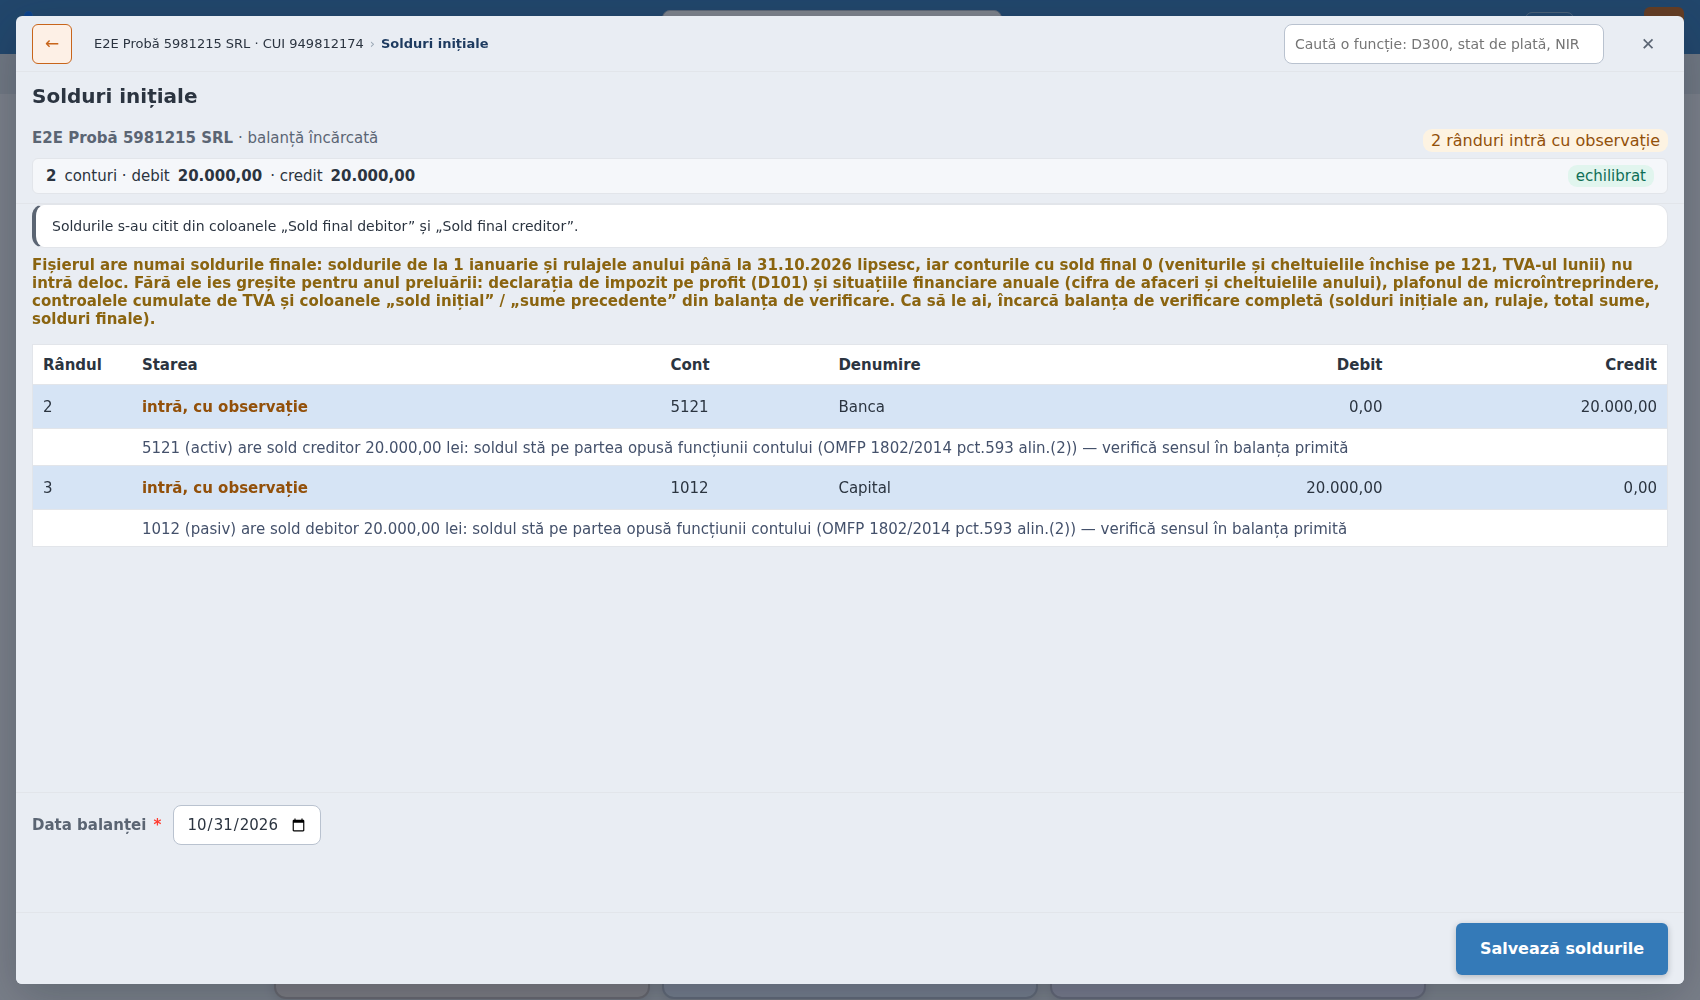 ←
E2E Probă 5981215 SRL · CUI 949812174 › Solduri inițiale
Caută o funcție: D300, stat de plată, NIR
✕
Solduri inițiale
E2E Probă 5981215 SRL · balanță încărcată
2 rânduri intră cu observație
2 conturi · debit 20.000,00 · credit 20.000,00
echilibrat
Soldurile s-au citit din coloanele „Sold final debitor” și „Sold final creditor”.
Fișierul are numai soldurile finale: soldurile de la 1 ianuarie și rulajele anului până la 31.10.2026 lipsesc, iar conturile cu sold final 0 (veniturile și cheltuielile închise pe 121, TVA-ul lunii) nu
intră deloc. Fără ele ies greșite pentru anul preluării: declarația de impozit pe profit (D101) și situațiile financiare anuale (cifra de afaceri și cheltuielile anului), plafonul de microîntreprindere,
controalele cumulate de TVA și coloanele „sold inițial” / „sume precedente” din balanța de verificare. Ca să le ai, încarcă balanța de verificare completă (solduri inițiale an, rulaje, total sume,
solduri finale).
Rândul Starea Cont Denumire Debit Credit
2 intră, cu observație 5121 Banca 0,00 20.000,00
5121 (activ) are sold creditor 20.000,00 lei: soldul stă pe partea opusă funcțiunii contului (OMFP 1802/2014 pct.593 alin.(2)) — verifică sensul în balanța primită
3 intră, cu observație 1012 Capital 20.000,00 0,00
1012 (pasiv) are sold debitor 20.000,00 lei: soldul stă pe partea opusă funcțiunii contului (OMFP 1802/2014 pct.593 alin.(2)) — verifică sensul în balanța primită
Data balanței * 10/31/2026
Salvează soldurile